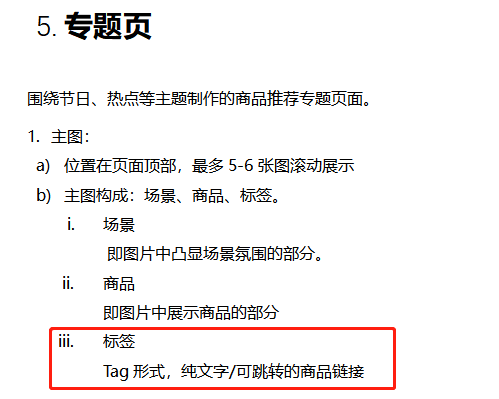 5. 专题页
围绕节日、热点等主题制作的商品推荐专题页面。
1. 主图：
a) 位置在页面顶部，最多 5-6 张图滚动展示
b) 主图构成：场景、商品、标签。
i. 场景
即图片中凸显场景氛围的部分。
ii. 商品
即图片中展示商品的部分
iii. 标签
Tag 形式，纯文字/可跳转的商品链接